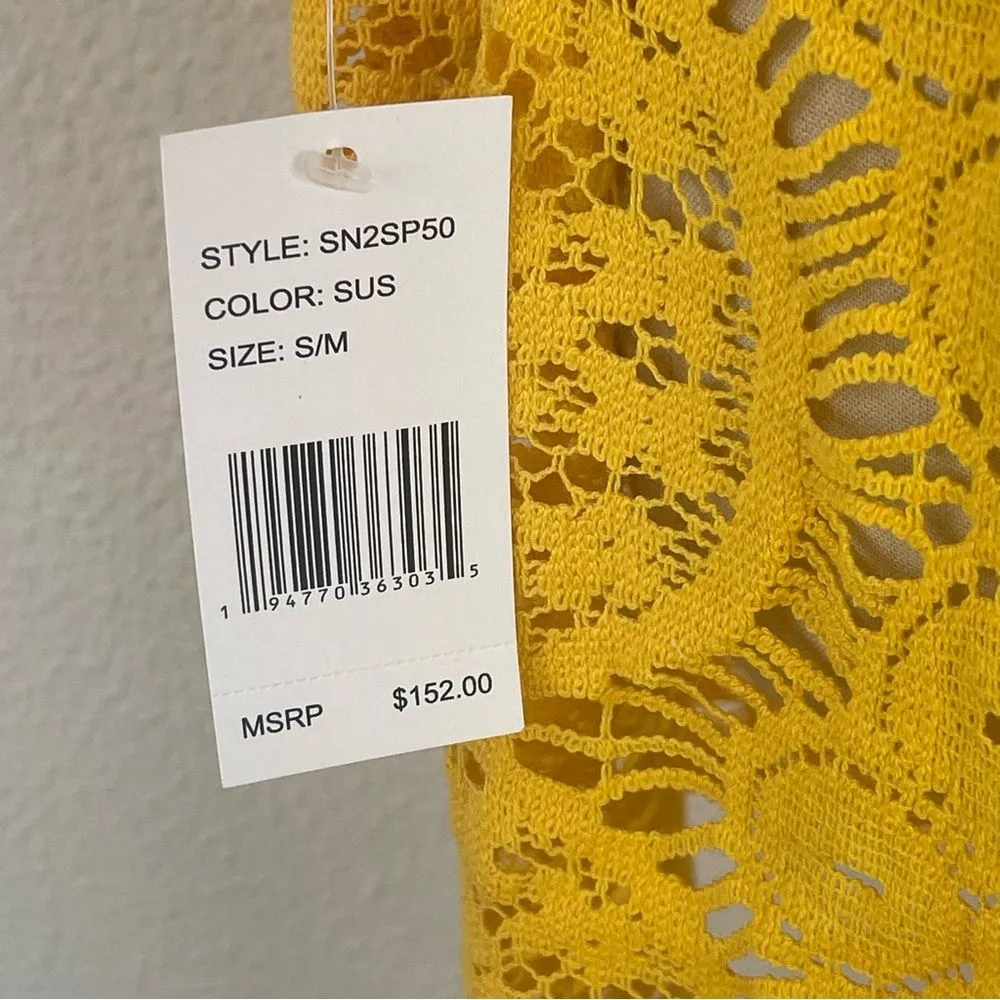 STYLE: SN2SP50
COLOR: SUS
SIZE: S/M
1 94770 36303 5
MSRP $152.00